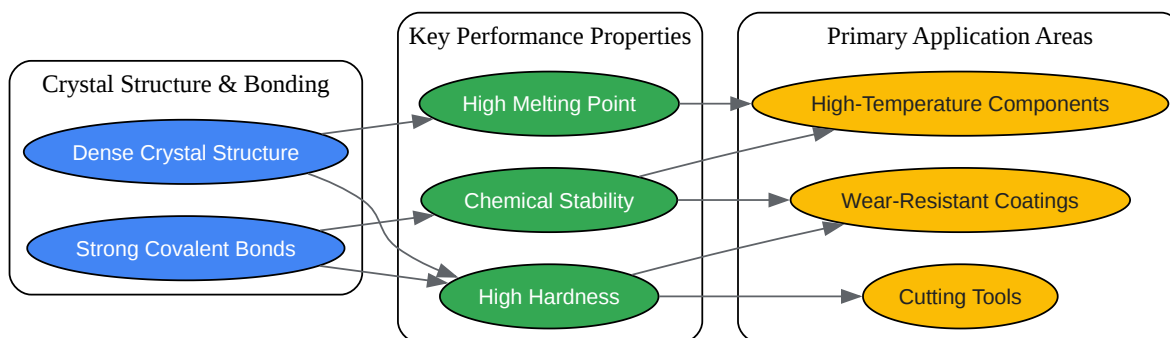 Crystal Structure & Bonding
Dense Crystal Structure
Strong Covalent Bonds
Key Performance Properties
High Melting Point
Chemical Stability
High Hardness
Primary Application Areas
High-Temperature Components
Wear-Resistant Coatings
Cutting Tools